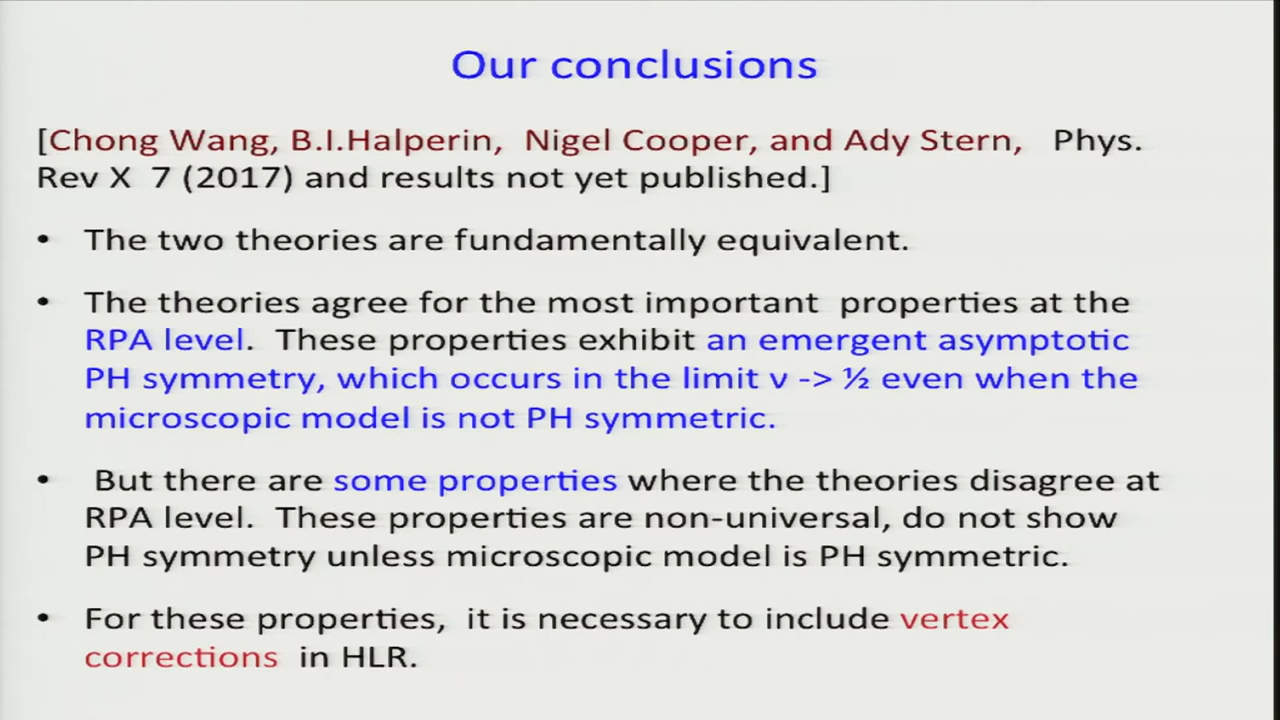 Our conclusions
[Chong Wang, B.I.Halperin, Nigel Cooper, and Ady Stern, Phys.
Rev X 7 (2017) and results not yet published.]
• The two theories are fundamentally equivalent.
• The theories agree for the most important properties at the
RPA level. These properties exhibit an emergent asymptotic
PH symmetry, which occurs in the limit ν -> ½ even when the
microscopic model is not PH symmetric.
• But there are some properties where the theories disagree at
RPA level. These properties are non-universal, do not show
PH symmetry unless microscopic model is PH symmetric.
• For these properties, it is necessary to include vertex
corrections in HLR.